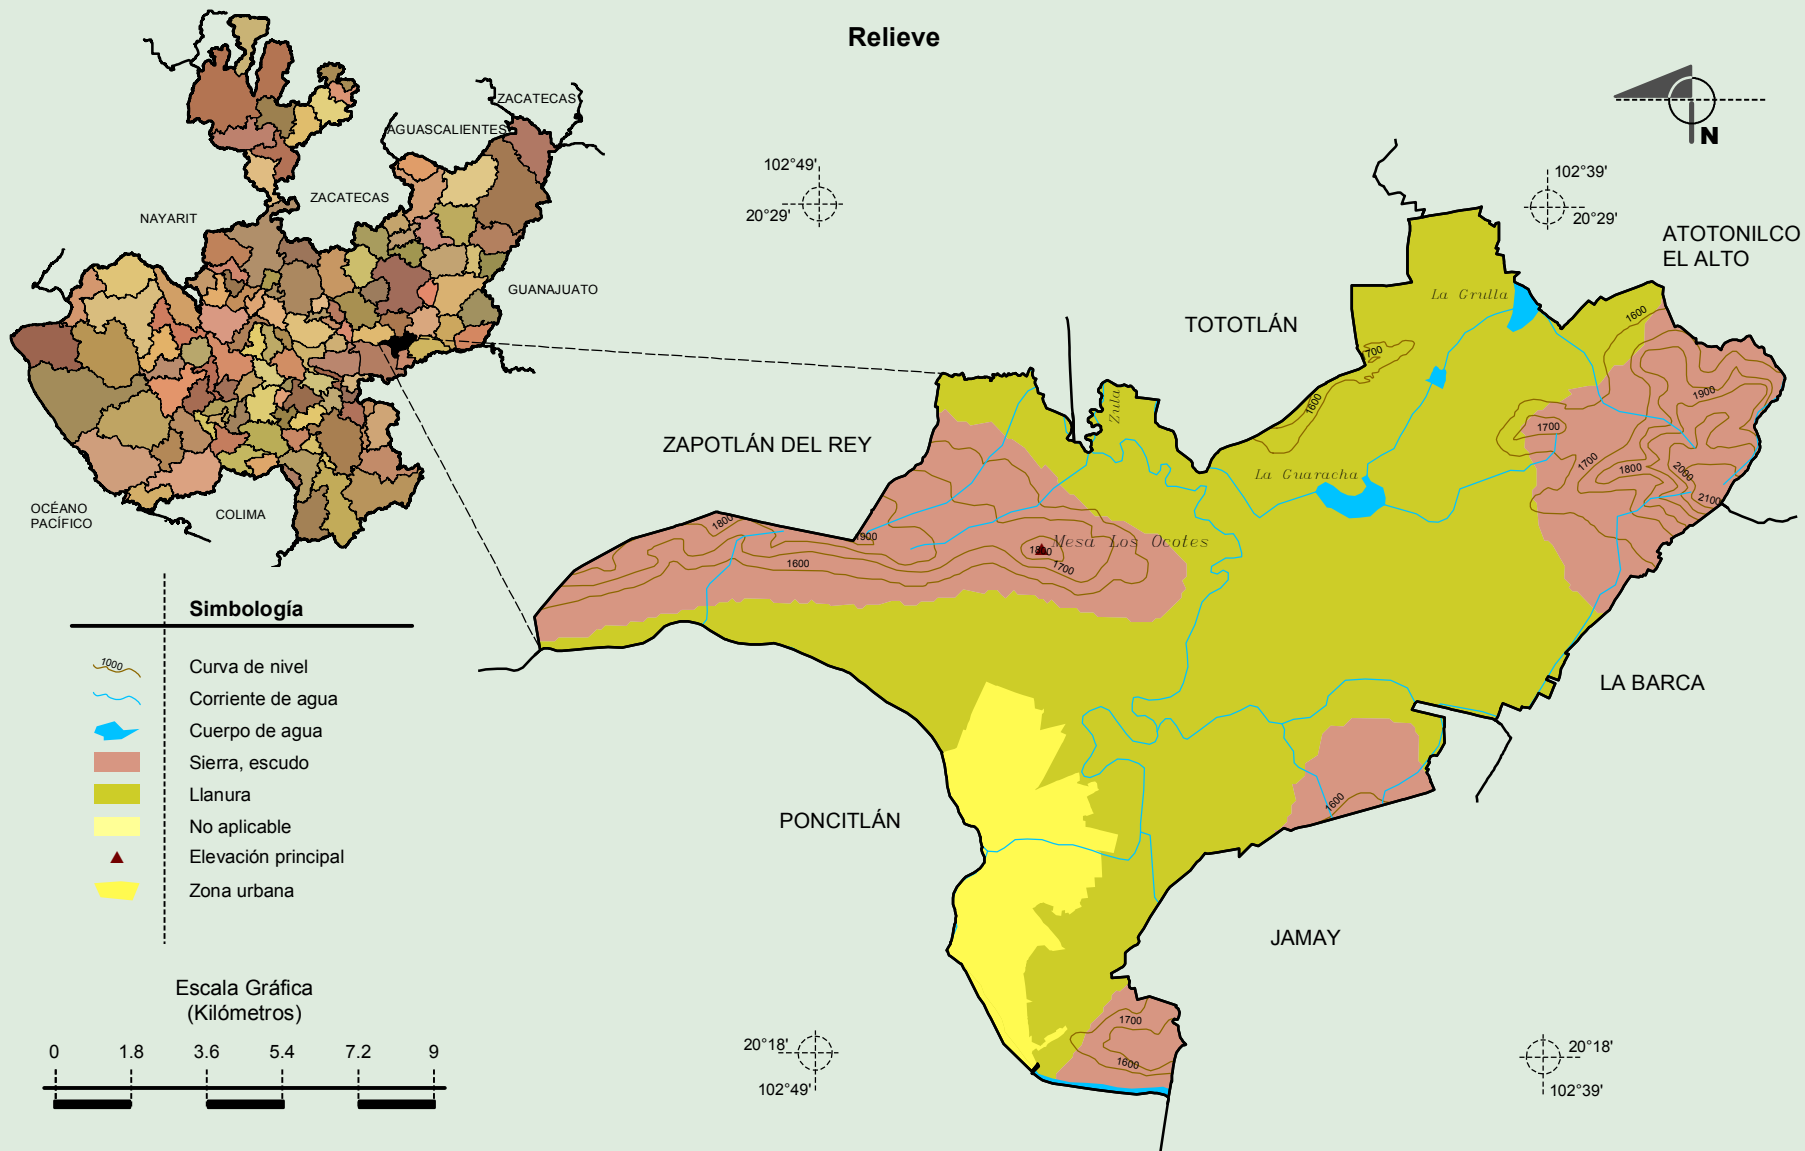 Relieve
ZACATECAS
AGUASCALIENTES
ZACATECAS
NAYARIT
GUANAJUATO
OCÉANO
PACÍFICO
COLIMA
N
102°49'
20°29'
102°39'
20°29'
ATOTONILCO
EL ALTO
TOTOTLÁN
ZAPOTLÁN DEL REY
LA BARCA
PONCITLÁN
JAMAY
La Grulla
Zula
La Guaracha
Mesa Los Ocotes
1600
1700
1600
1900
1700
1700
1800
2000
2100
1800
1900
1600
1800
1700
1600
1700
1600
Simbología
1000
Curva de nivel
Corriente de agua
Cuerpo de agua
Sierra, escudo
Llanura
No aplicable
Elevación principal
Zona urbana
Escala Gráfica
(Kilómetros)
0 1.8 3.6 5.4 7.2 9
20°18'
102°49'
20°18'
102°39'